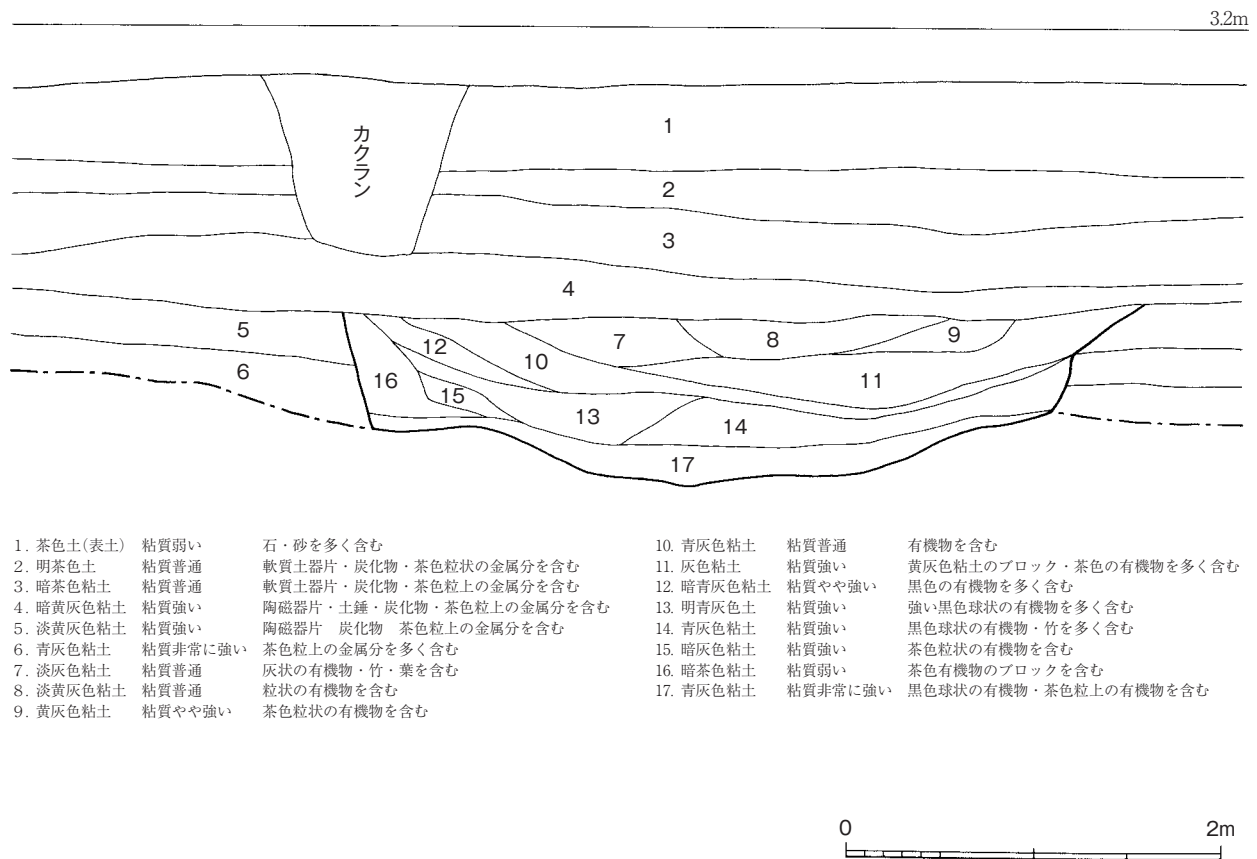 3.2m
カクラン
1
2
3
4
5
6
7
8
9
10
11
12
13
14
15
16
17
1. 茶色土(表土) 粘質弱い 石・砂を多く含む
2. 明茶色土 粘質普通 軟質土器片・炭化物・茶色粒状の金属分を含む
3. 暗茶色粘土 粘質普通 軟質土器片・炭化物・茶色粒上の金属分を含む
4. 暗黄灰色粘土 粘質強い 陶磁器片・土錘・炭化物・茶色粒上の金属分を含む
5. 淡黄灰色粘土 粘質強い 陶磁器片 炭化物 茶色粒上の金属分を含む
6. 青灰色粘土 粘質非常に強い 茶色粒上の金属分を多く含む
7. 淡灰色粘土 粘質普通 灰状の有機物・竹・葉を含む
8. 淡黄灰色粘土 粘質普通 粒状の有機物を含む
9. 黄灰色粘土 粘質やや強い 茶色粒状の有機物を含む
10. 青灰色粘土 粘質普通 有機物を含む
11. 灰色粘土 粘質強い 黄灰色粘土のブロック・茶色の有機物を多く含む
12. 暗青灰色粘土 粘質やや強い 黒色の有機物を多く含む
13. 明青灰土 粘質強い 強い黒色球状の有機物を多く含む
14. 青灰色粘土 粘質強い 黒色球状の有機物・竹を多く含む
15. 暗灰色粘土 粘質強い 茶色粒状の有機物を含む
16. 暗茶色粘土 粘質弱い 茶色有機物のブロックを含む
17. 青灰色粘土 粘質非常に強い 黒色球状の有機物・茶色粒上の有機物を含む
0 2m